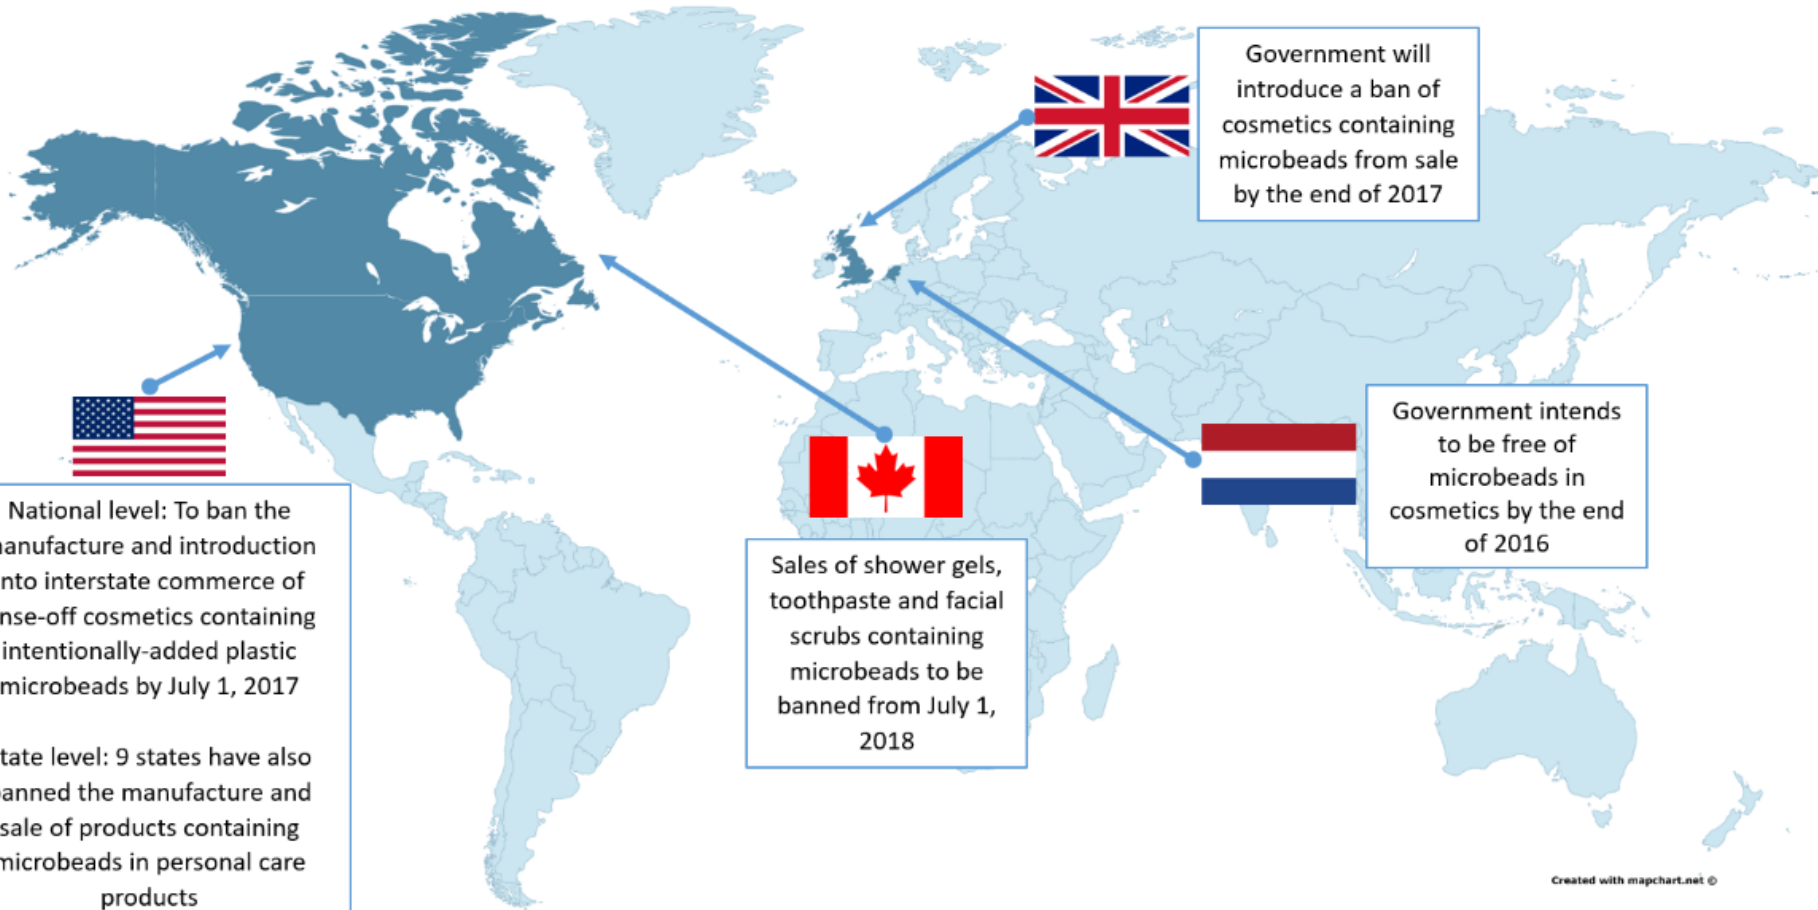 Government will
introduce a ban of
cosmetics containing
microbeads from sale
by the end of 2017
Government intends
to be free of
microbeads in
cosmetics by the end
of 2016
National level: To ban the
anufacture and introduction
nto interstate commerce of
nse-off cosmetics containing
intentionally-added plastic
microbeads by July 1, 2017
tate level: 9 states have also
anned the manufacture and
sale of products containing
microbeads in personal care
products
Sales of shower gels,
toothpaste and facial
scrubs containing
microbeads to be
banned from July 1,
2018
Created with mapchart.net ©